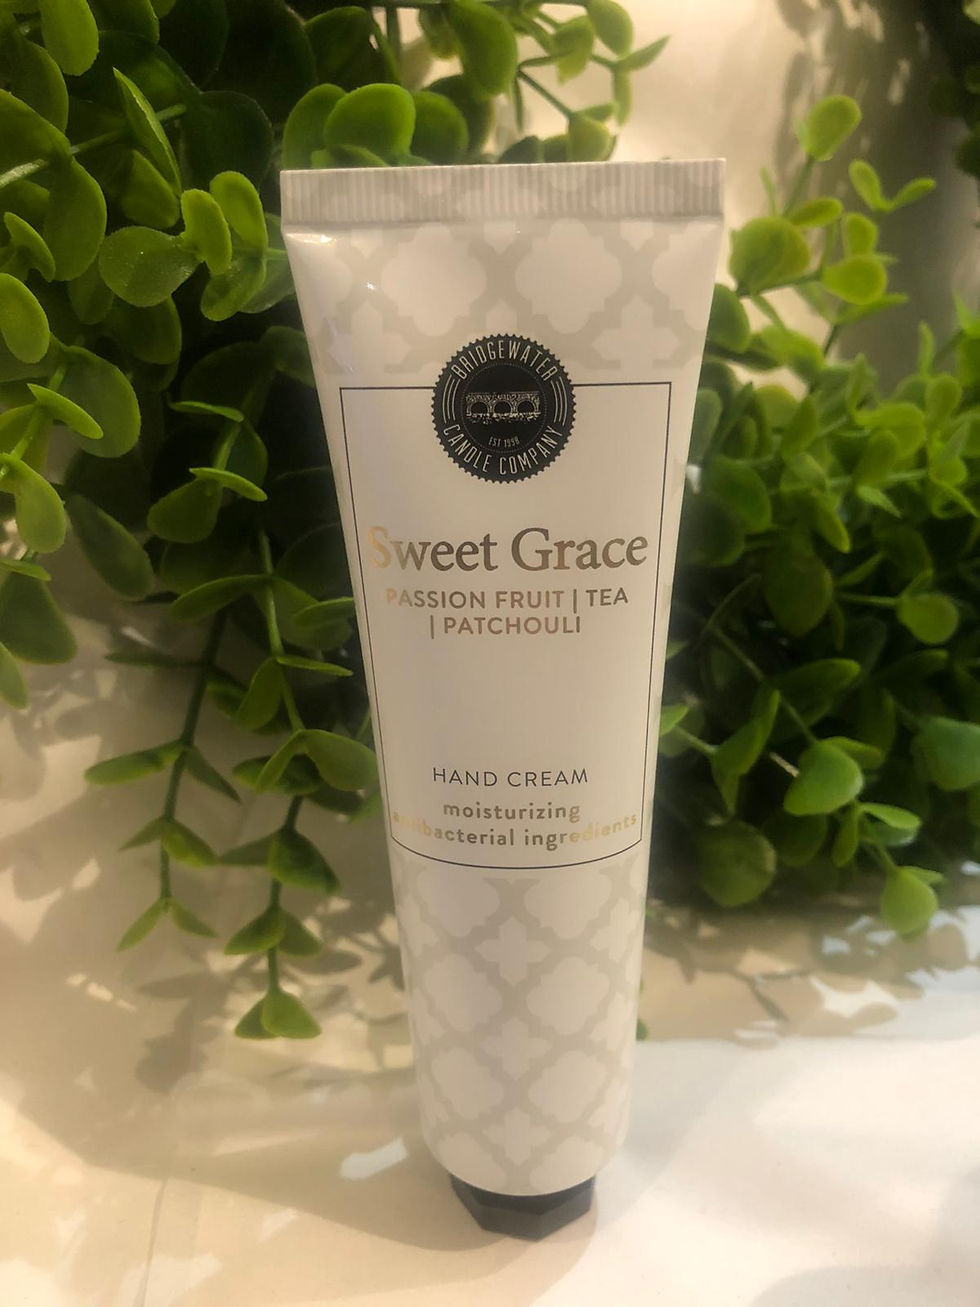 BRIDGEWATER
EST 1998
CANDLE COMPANY
Sweet Grace
PASSION FRUIT | TEA
| PATCHOULI
HAND CREAM
moisturizing
antibacterial ingredients